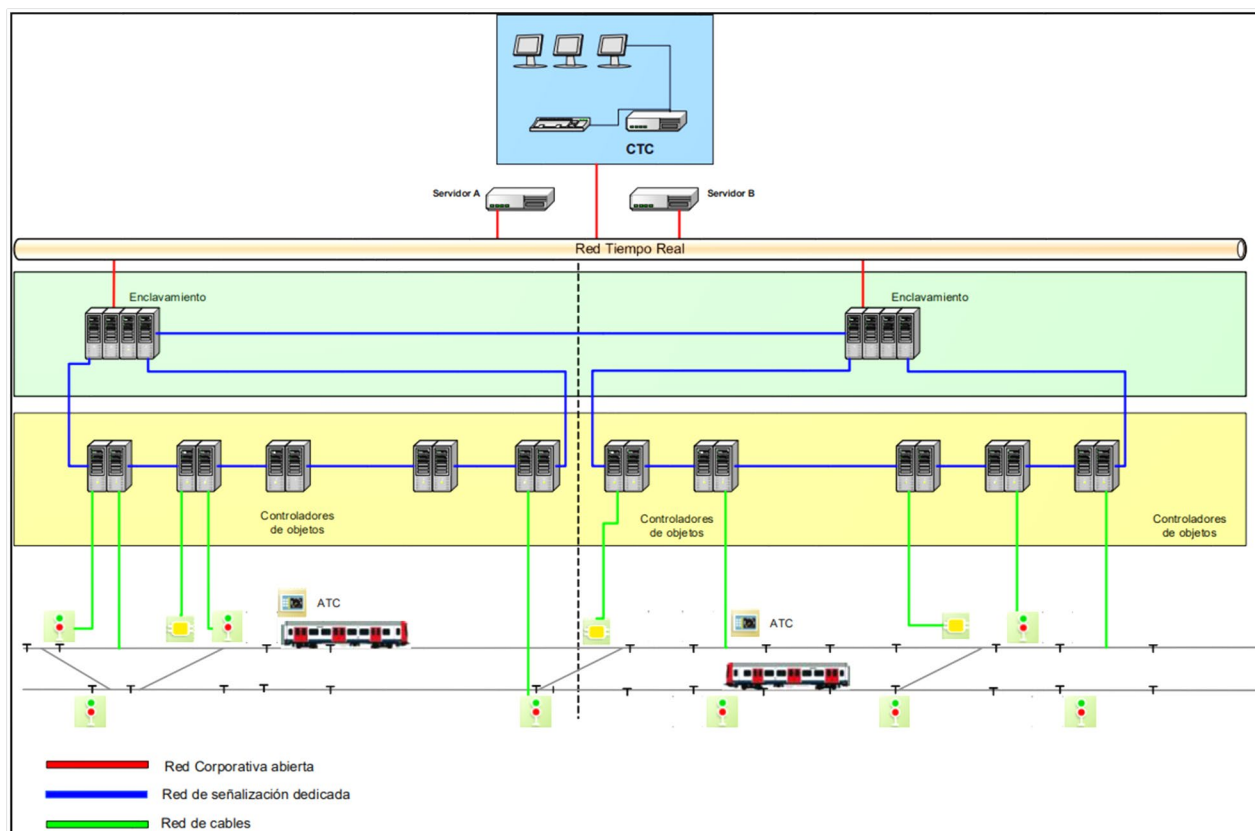 CTC
Servidor A
Servidor B
Red Tiempo Real
Enclavamiento
Enclavamiento
Controladores
de objetos
Controladores
de objetos
Controladores
de objetos
ATC
ATC
Red Corporativa abierta
Red de señalización dedicada
Red de cables